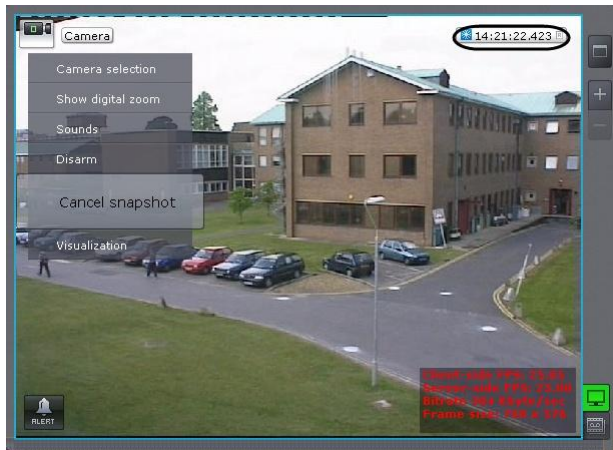 Camera
14:21:22.423
Camera selection
Show digital zoom
Sounds
Disarm
Cancel snapshot
Visualization
Client-side FPS:
Server-side FPS:
Bitrate:
Frame size:
ALERT